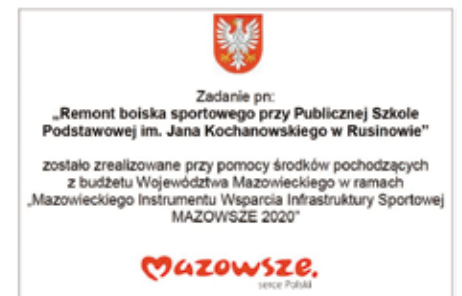 Zadanie pn:
„Remont boiska sportowego przy Publicznej Szkole
Podstawowej im. Jana Kochanowskiego w Rusinowie”
zostało zrealizowane przy pomocy środków pochodzących
z budżetu Województwa Mazowieckiego w ramach
„Mazowieckiego Instrumentu Wsparcia Infrastruktury Sportowej
MAZOWSZE 2020”
mazowsze.
serce Polski